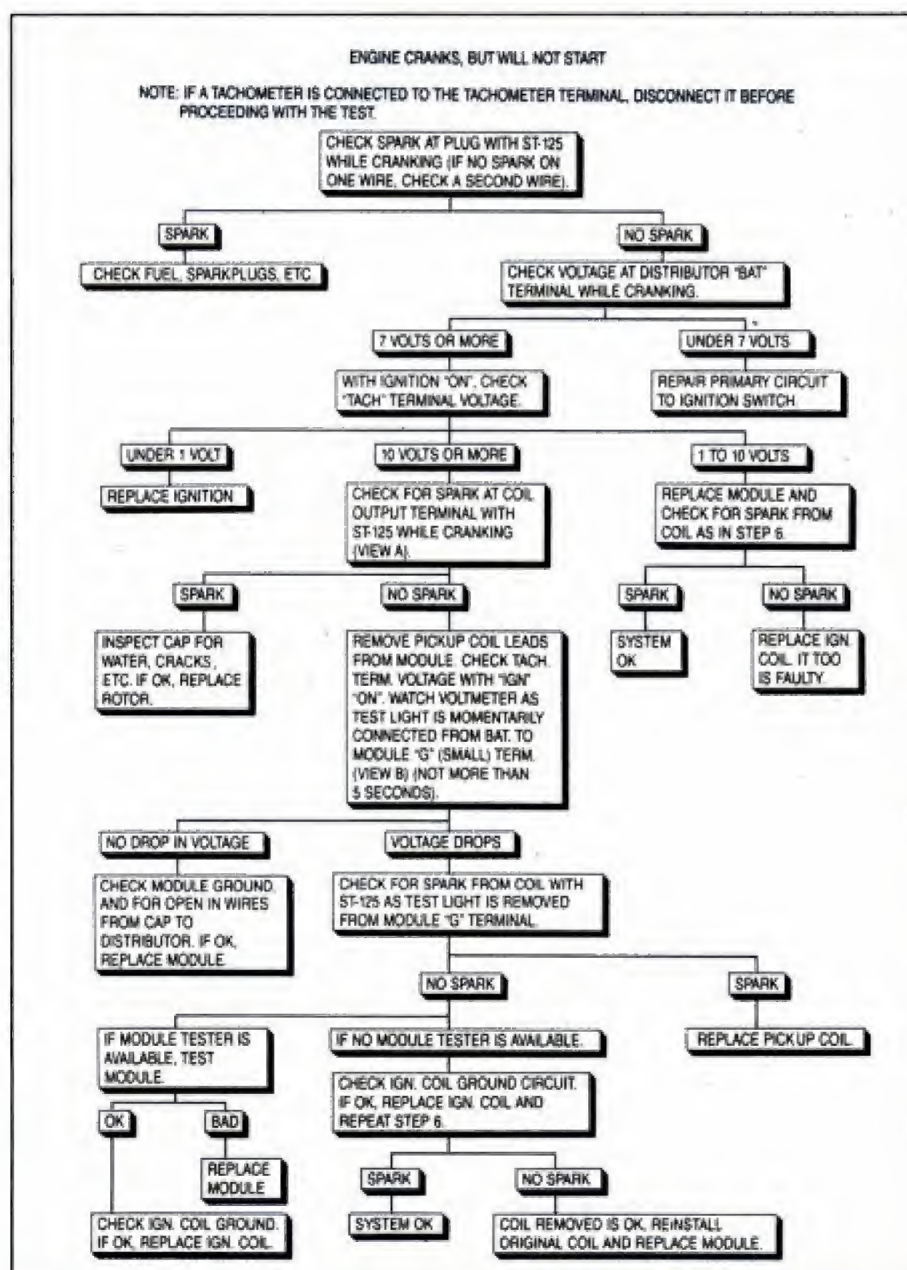 ENGINE CRANKS, BUT WILL NOT START
NOTE: IF A TACHOMETER IS CONNECTED TO THE TACHOMETER TERMINAL, DISCONNECT IT BEFORE
PROCEEDING WITH THE TEST.
CHECK SPARK AT PLUG WITH ST-125
WHILE CRANKING (IF NO SPARK ON
ONE WIRE, CHECK A SECOND WIRE).
SPARK
NO SPARK
CHECK FUEL, SPARKPLUGS, ETC
CHECK VOLTAGE AT DISTRIBUTOR "BAT"
TERMINAL WHILE CRANKING.
7 VOLTS OR MORE
UNDER 7 VOLTS
WITH IGNITION "ON", CHECK
"TACH" TERMINAL VOLTAGE.
REPAIR PRIMARY CIRCUIT
TO IGNITION SWITCH
UNDER 1 VOLT
10 VOLTS OR MORE
1 TO 10 VOLTS
REPLACE IGNITION
CHECK FOR SPARK AT COIL
OUTPUT TERMINAL WITH
ST-125 WHILE CRANKING
(VIEW A).
REPLACE MODULE AND
CHECK FOR SPARK FROM
COIL AS IN STEP 6.
SPARK
NO SPARK
SPARK
NO SPARK
INSPECT CAP FOR
WATER, CRACKS,
ETC. IF OK, REPLACE
ROTOR.
REMOVE PICKUP COIL LEADS
FROM MODULE. CHECK TACH.
TERM. VOLTAGE WITH "IGN"
"ON". WATCH VOLTMETER AS
TEST LIGHT IS MOMENTARILY
CONNECTED FROM BAT. TO
MODULE "G" (SMALL) TERM.
(VIEW B) (NOT MORE THAN
5 SECONDS).
SYSTEM
OK
REPLACE IGN.
COIL. IT TOO
IS FAULTY.
NO DROP IN VOLTAGE
VOLTAGE DROPS
CHECK MODULE GROUND.
AND FOR OPEN IN WIRES
FROM CAP TO
DISTRIBUTOR. IF OK,
REPLACE MODULE.
CHECK FOR SPARK FROM COIL WITH
ST-125 AS TEST LIGHT IS REMOVED
FROM MODULE "G" TERMINAL.
NO SPARK
SPARK
IF MODULE TESTER IS
AVAILABLE, TEST
MODULE.
IF NO MODULE TESTER IS AVAILABLE.
REPLACE PICKUP COIL.
CHECK IGN. COIL GROUND CIRCUIT.
IF OK, REPLACE IGN. COIL AND
REPEAT STEP 6.
OK
BAD
REPLACE
MODULE
SPARK
NO SPARK
CHECK IGN. COIL GROUND.
IF OK, REPLACE IGN. COIL.
SYSTEM OK
COIL REMOVED IS OK, REINSTALL
ORIGINAL COIL AND REPLACE MODULE.